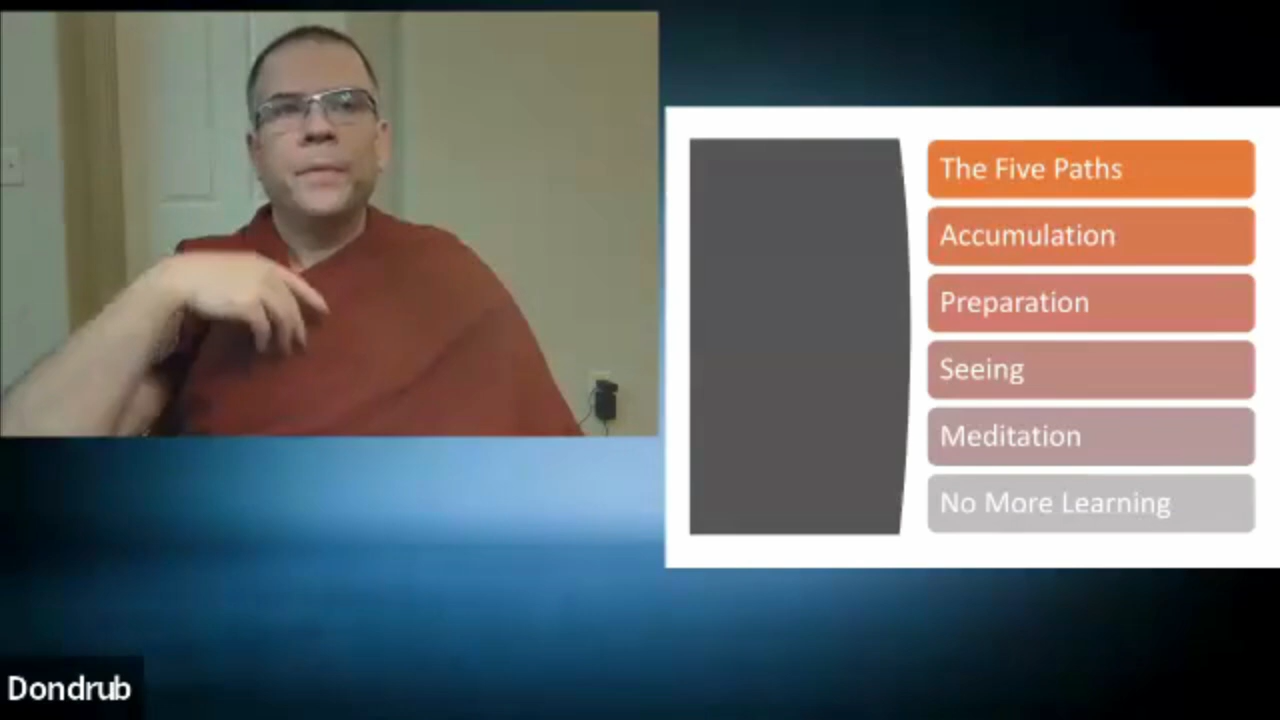 The Five Paths
Accumulation
Preparation
Seeing
Meditation
No More Learning
Dondrub